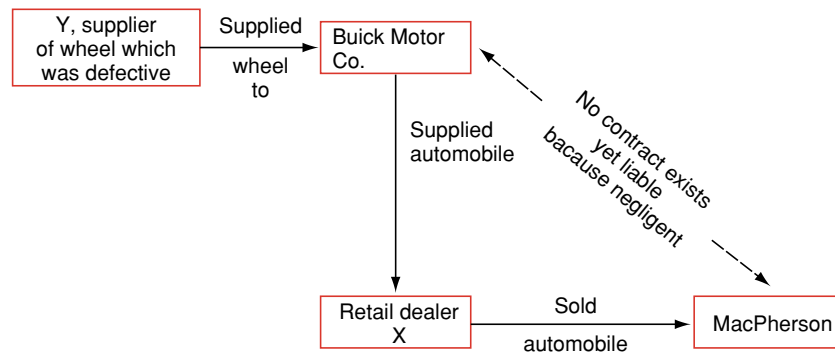 Y, supplier
of wheel which
was defective
Supplied
wheel
to
Buick Motor
Co.
No contract exists
yet liable
bacause negligent
Supplied
automobile
Retail dealer
X
Sold
automobile
MacPherson